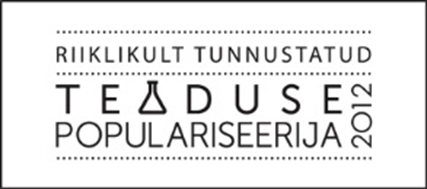 RIIKLIKULT TUNNUSTATUD
TEADUSE
POPULARISEERIJA 2012